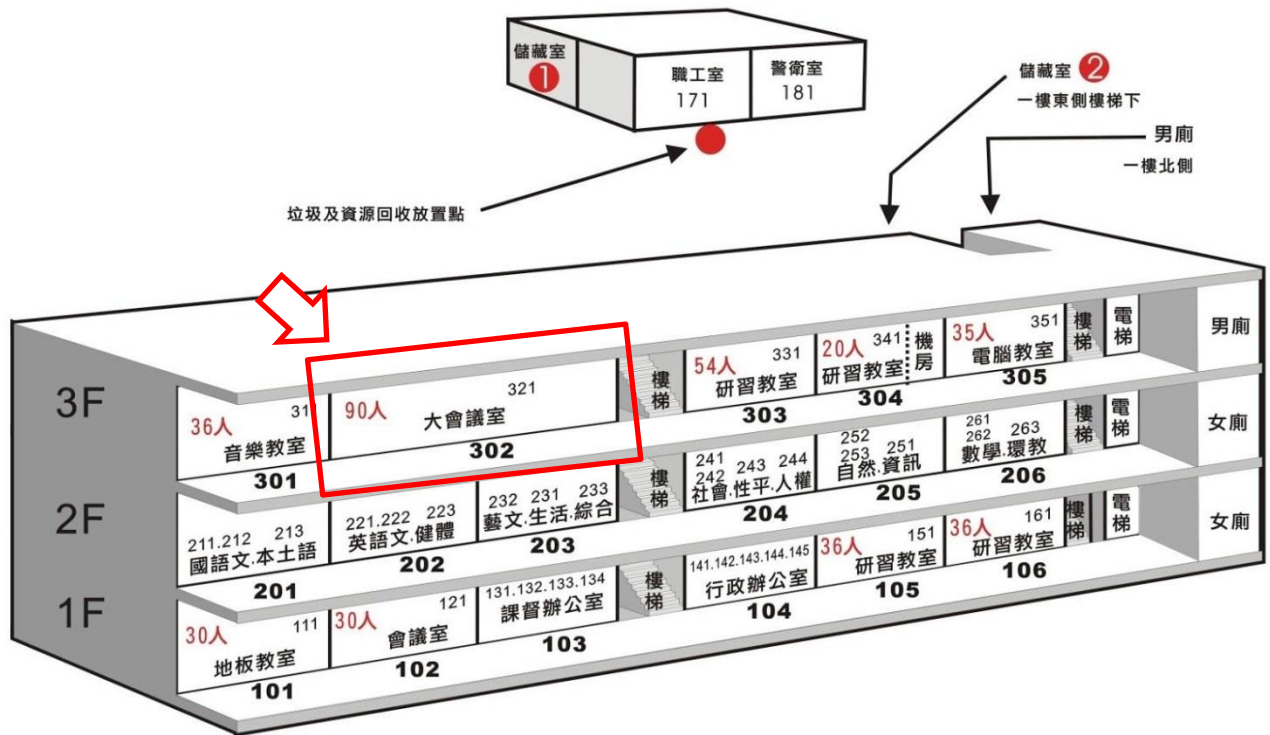 儲藏室
1
職工室
171
警衛室
181
儲藏室 2
一樓東側樓梯下
男廁
一樓北側
垃圾及資源回收放置點
3F
36人
音樂教室
301
90人 321
大會議室
302
樓梯
54人 331
研習教室
303
20人 341
研習教室
304
機房
35人 351
電腦教室
305
樓梯
電梯
男廁
2F
211.212 213
國語文.本土語
201
221.222 223
英語文.健體
202
232 231 233
藝文.生活.綜合
203
樓梯
241
242 243 244
社會.性平.人權
204
252
253 251
自然.資訊
205
261
262 263
數學.環教
206
樓梯
電梯
女廁
1F
30人 111
地板教室
101
30人 121
會議室
102
131.132.133.134
課督辦公室
103
樓梯
141.142.143.144.145
行政辦公室
104
36人 151
研習教室
105
36人 161
研習教室
106
樓梯
電梯
女廁